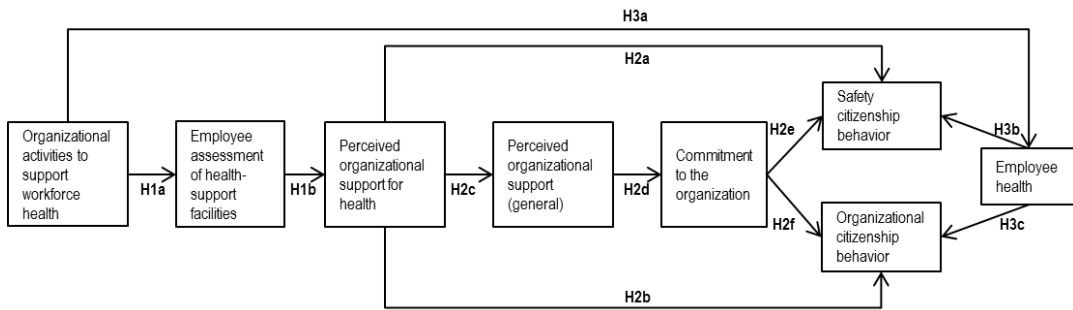 H3a
H2a
Organizational
activities to
support
workforce
health
H1a
Employee
assessment
of health-
support
facilities
H1b
Perceived
organizational
support for
health
H2c
Perceived
organizational
support
(general)
H2d
Commitment
to the
organization
H2e
H2f
Safety
citizenship
behavior
Organizational
citizenship
behavior
H3b
Employee
health
H3c
H2b